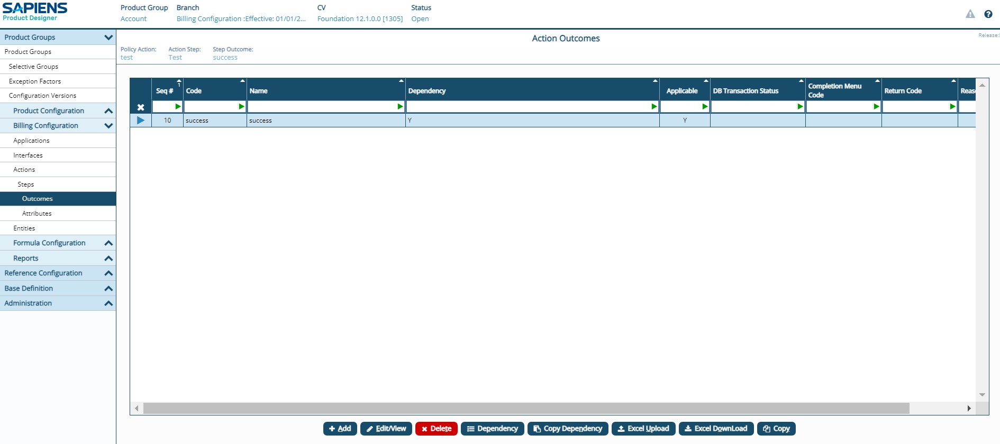 SAPIENS
Product Designer
Product Group
Account
Branch
Billing Configuration :Effective: 01/01/2...
CV
Foundation 12.1.0.0 [1305]
Status
Open
Product Groups
Product Groups
Selective Groups
Exception Factors
Configuration Versions
Product Configuration
Billing Configuration
Applications
Interfaces
Actions
Steps
Outcomes
Attributes
Entities
Formula Configuration
Reports
Reference Configuration
Base Definition
Administration
Action Outcomes
Release:
Policy Action:
test
Action Step:
Test
Step Outcome:
success
Seq # 1
Code
Name
Dependency
Applicable
DB Transaction Status
Completion Menu
Code
Return Code
Reas
10 success success Y Y
Add
Edit/View
Delete
Dependency
Copy Dependency
Excel Upload
Excel DownLoad
Copy